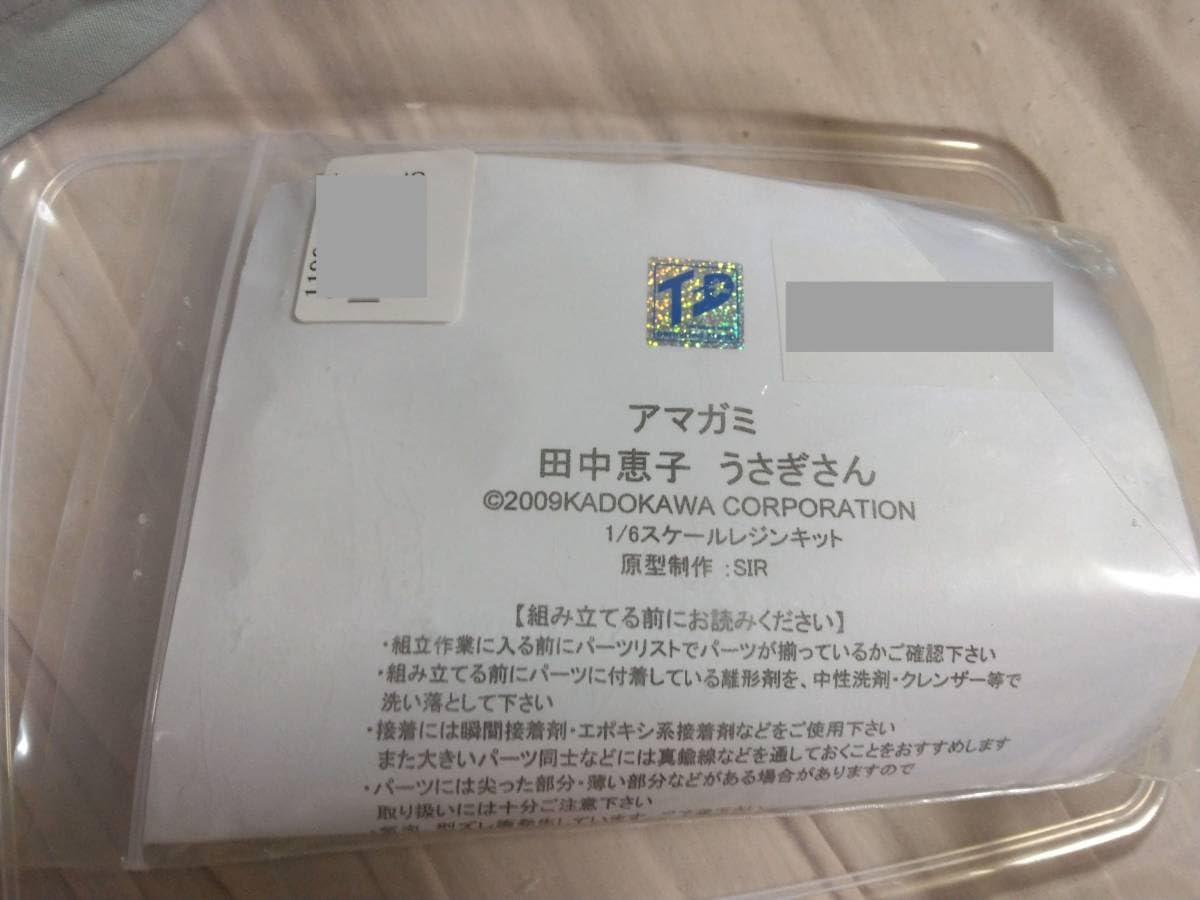 TD
アマガミ
田中恵子 うさぎさん
©2009KADOKAWA CORPORATION
1/6スケールレジンキット
原型制作 :SIR
【組み立てる前にお読みください】
・組立作業に入る前にパーツリストでパーツが揃っているかご確認下さい
・組み立てる前にパーツに付着している離形剤を、中性洗剤・クレンザー等で
洗い落として下さい
・接着には瞬間接着剤・エポキシ系接着剤などをご使用下さい
また大きいパーツ同士などには真鍮線などを通しておくことをおすすめします
・パーツには尖った部分・薄い部分などがある場合がありますので
取り扱いには十分ご注意下さい